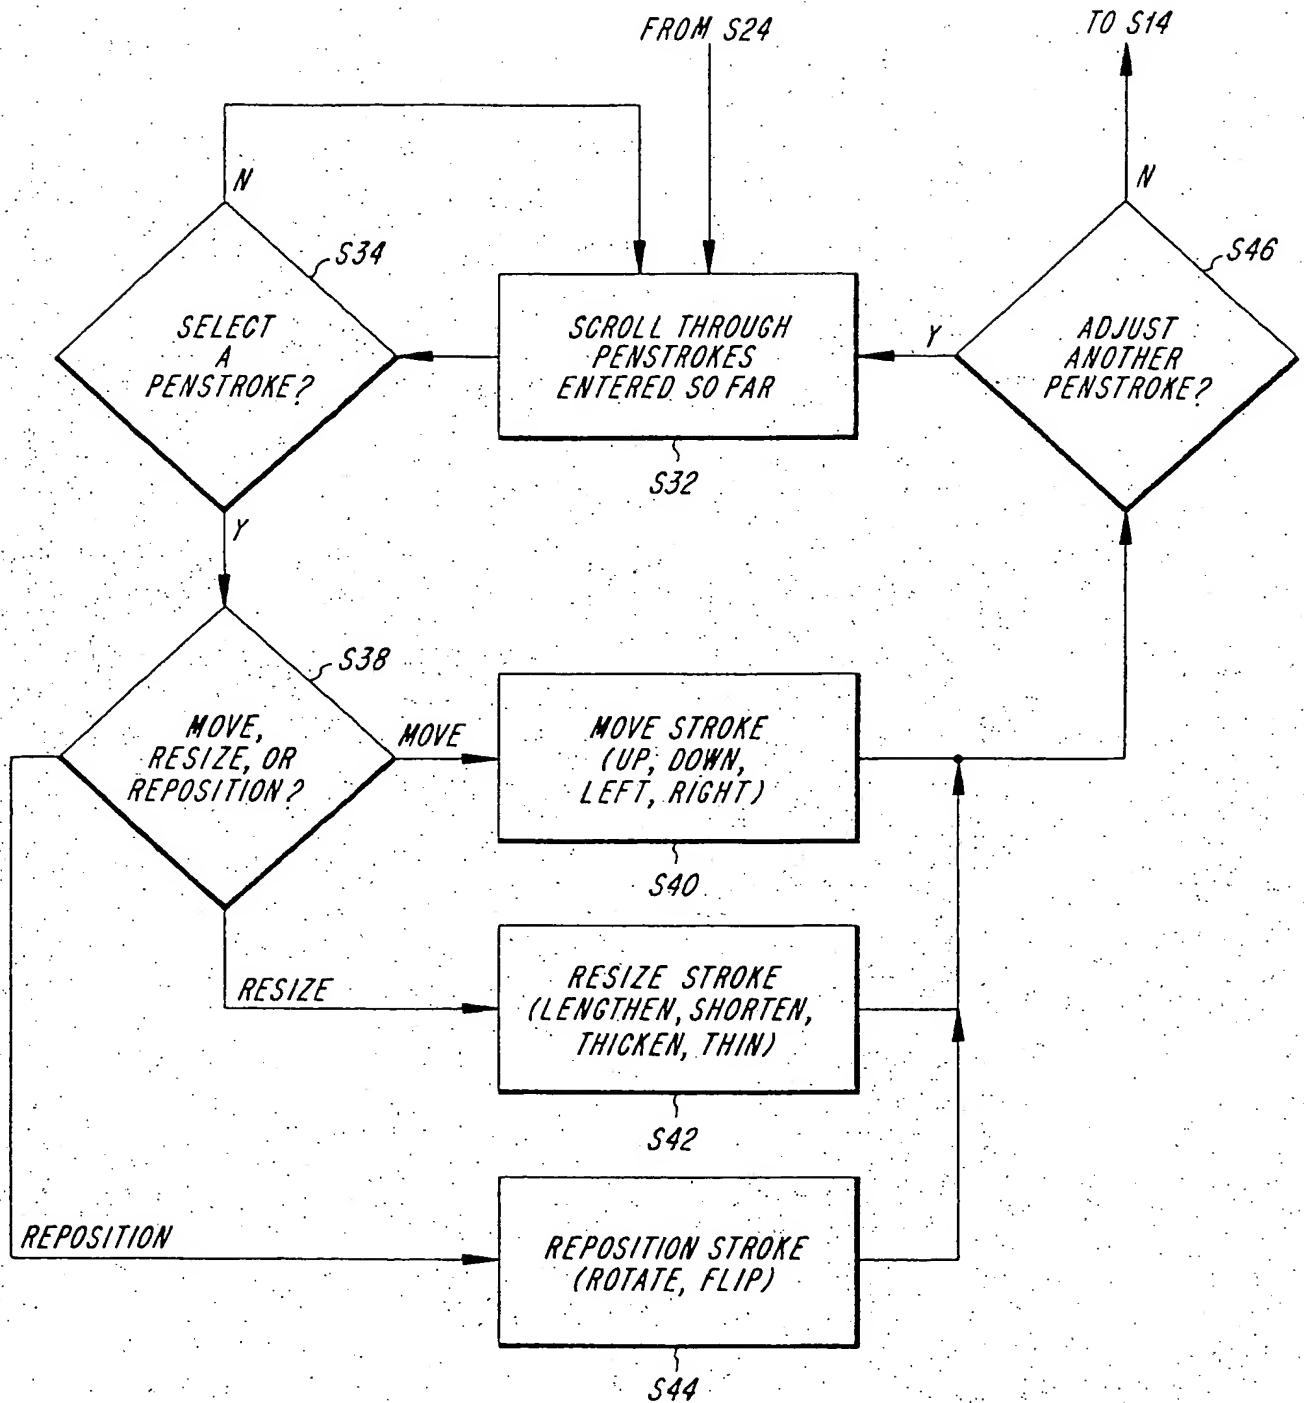 FROM S24
TO S14
N
N
S34
S46
SELECT
A
PENSTROKE?
SCROLL THROUGH
PENSTROKES
ENTERED SO FAR
Y
ADJUST
ANOTHER
PENSTROKE?
S32
Y
S38
MOVE,
RESIZE, OR
REPOSITION?
MOVE
MOVE STROKE
(UP, DOWN,
LEFT, RIGHT)
S40
RESIZE
RESIZE STROKE
(LENGTHEN, SHORTEN,
THICKEN, THIN)
S42
REPOSITION
REPOSITION STROKE
(ROTATE, FLIP)
S44